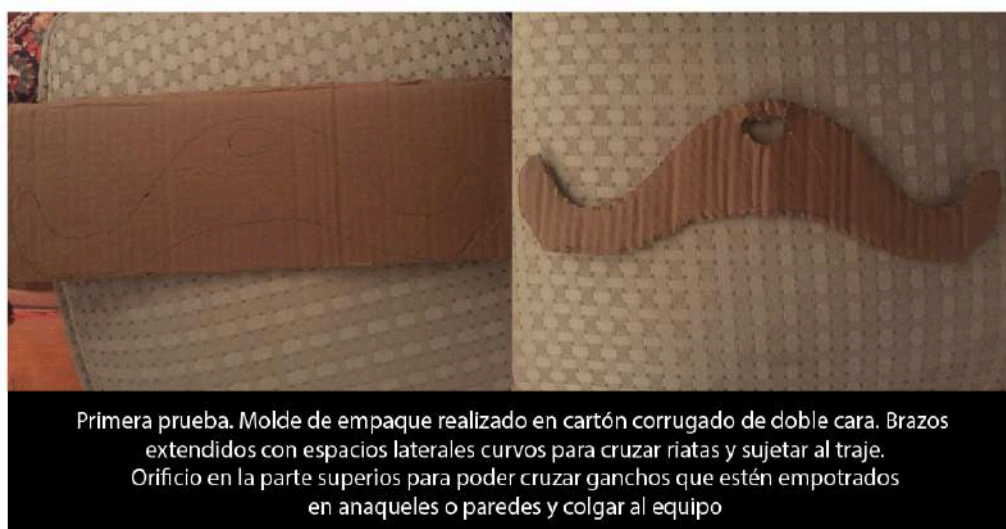 Primera prueba. Molde de empaque realizado en cartón corrugado de doble cara. Brazos
extendidos con espacios laterales curvos para cruzar riatas y sujetar al traje.
Orificio en la parte superios para poder cruzar ganchos que estén empotrados
en anaqueles o paredes y colgar al equipo